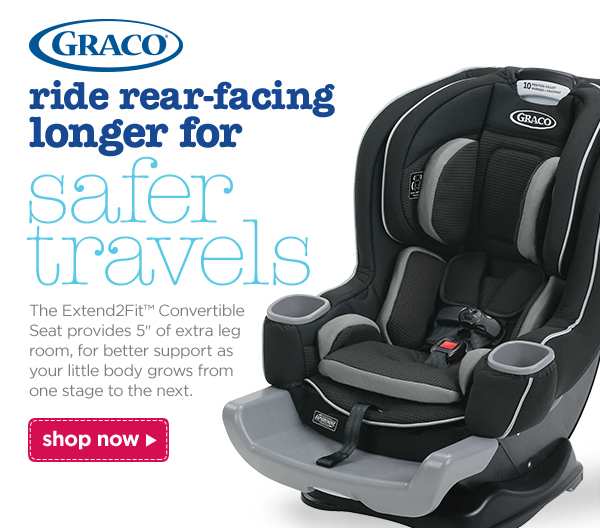 GRACO®
ride rear-facing
longer for
safer
travels
The Extend2Fit™ Convertible
Seat provides 5" of extra leg
room, for better support as
your little body grows from
one stage to the next.
shop now
10
GRACO